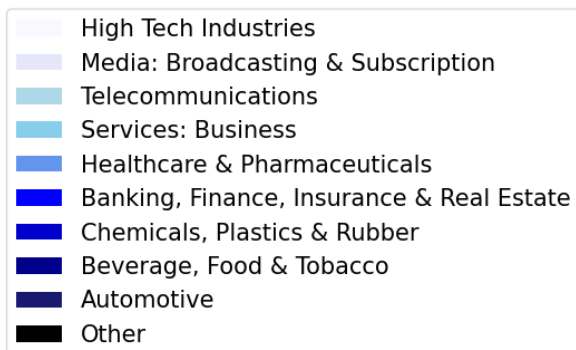 High Tech Industries
Media: Broadcasting & Subscription
Telecommunications
Services: Business
Healthcare & Pharmaceuticals
Banking, Finance, Insurance & Real Estate
Chemicals, Plastics & Rubber
Beverage, Food & Tobacco
Automotive
Other